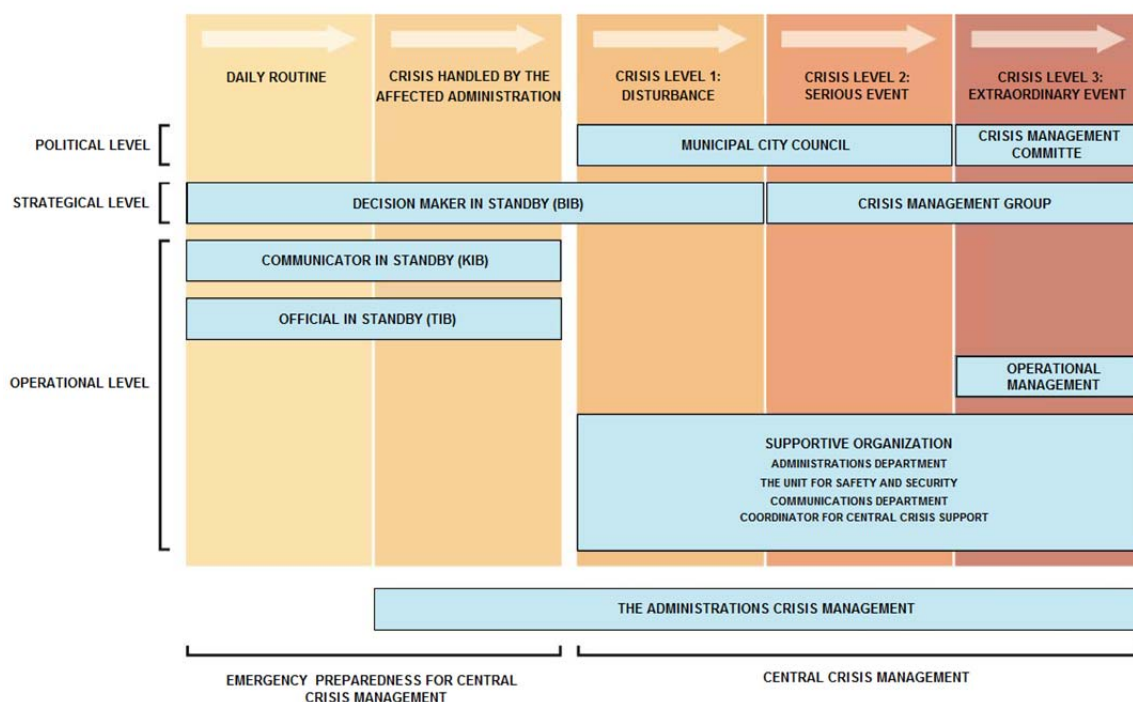 DAILY ROUTINE
CRISIS HANDLED BY THE
AFFECTED ADMINISTRATION
CRISIS LEVEL 1:
DISTURBANCE
CRISIS LEVEL 2:
SERIOUS EVENT
CRISIS LEVEL 3:
EXTRAORDINARY EVENT
POLITICAL LEVEL
MUNICIPAL CITY COUNCIL
CRISIS MANAGEMENT
COMMITTE
STRATEGICAL LEVEL
DECISION MAKER IN STANDBY (BIB)
CRISIS MANAGEMENT GROUP
COMMUNICATOR IN STANDBY (KIB)
OFFICIAL IN STANDBY (TIB)
OPERATIONAL LEVEL
OPERATIONAL
MANAGEMENT
SUPPORTIVE ORGANIZATION
ADMINISTRATIONS DEPARTMENT
THE UNIT FOR SAFETY AND SECURITY
COMMUNICATIONS DEPARTMENT
COORDINATOR FOR CENTRAL CRISIS SUPPORT
THE ADMINISTRATIONS CRISIS MANAGEMENT
EMERGENCY PREPAREDNESS FOR CENTRAL
CRISIS MANAGEMENT
CENTRAL CRISIS MANAGEMENT